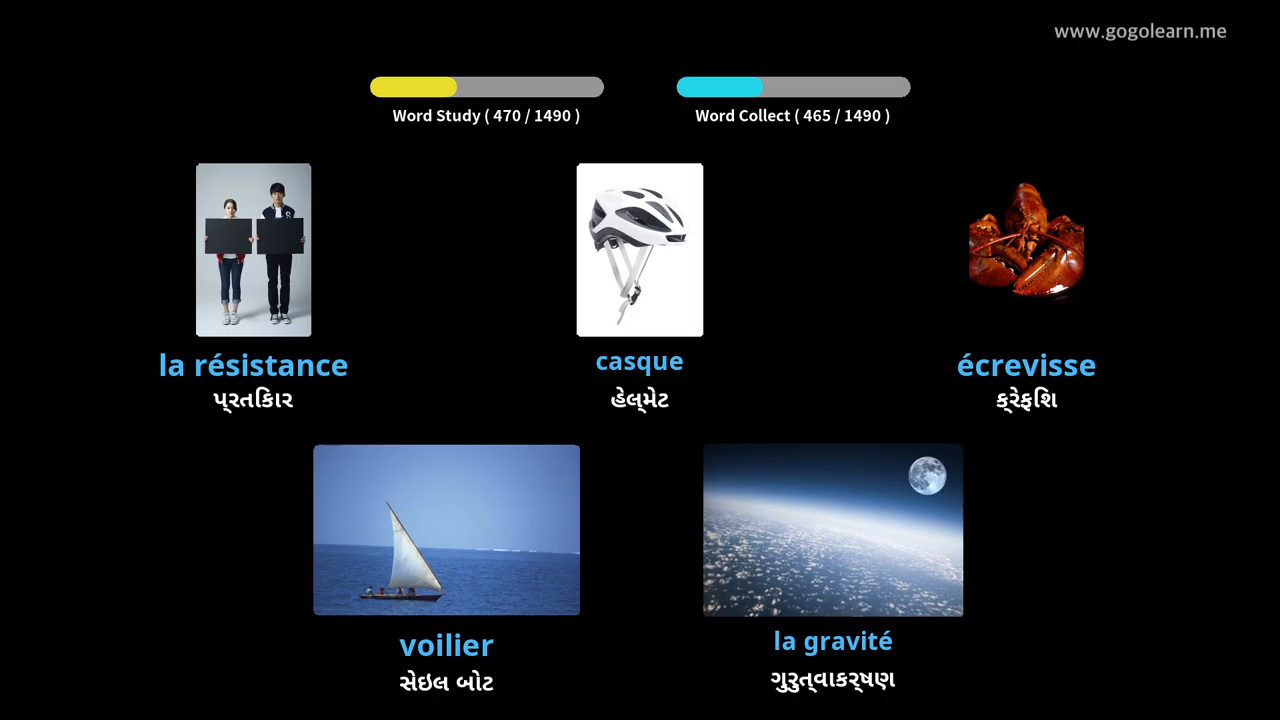 www.gogolearn.me
Word Study ( 470 / 1490 )
Word Collect ( 465 / 1490 )
la résistance
પ્રતિકાર
casque
હેલ્મેટ
écrevisse
ક્રેફિશ
voilier
સેઇલ બોટ
la gravité
ગુરુત્વાકર્ષણ